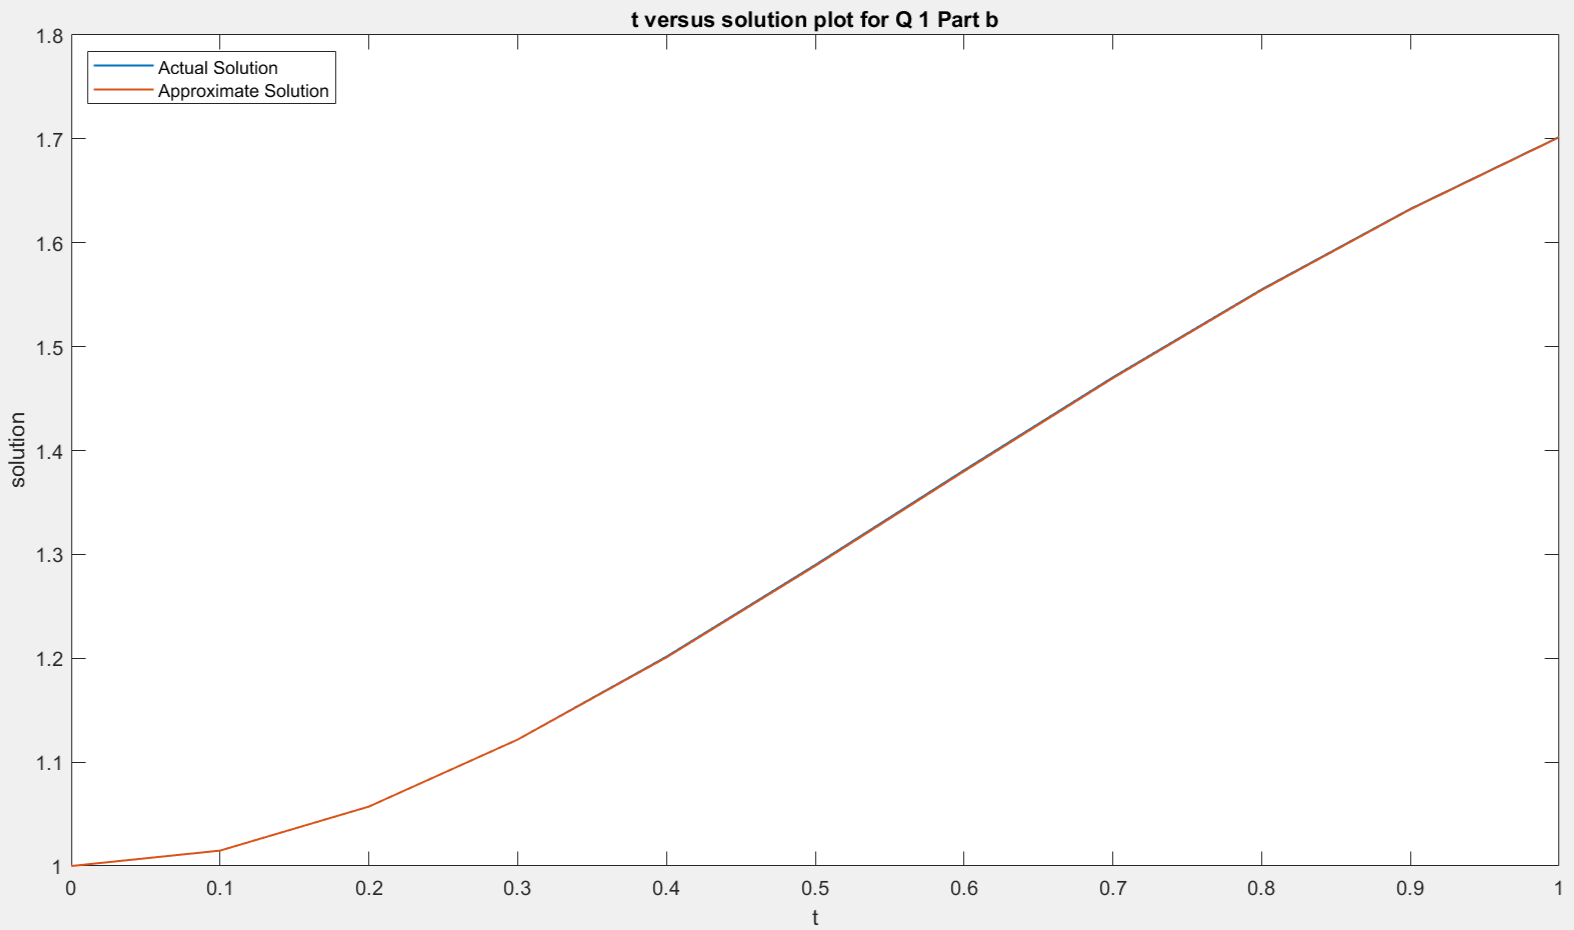 t versus solution plot for Q 1 Part b
Actual Solution
Approximate Solution
1.8
1.7
1.6
1.5
1.4
1.3
1.2
1.1
1
solution
0 0.1 0.2 0.3 0.4 0.5 0.6 0.7 0.8 0.9 1
t